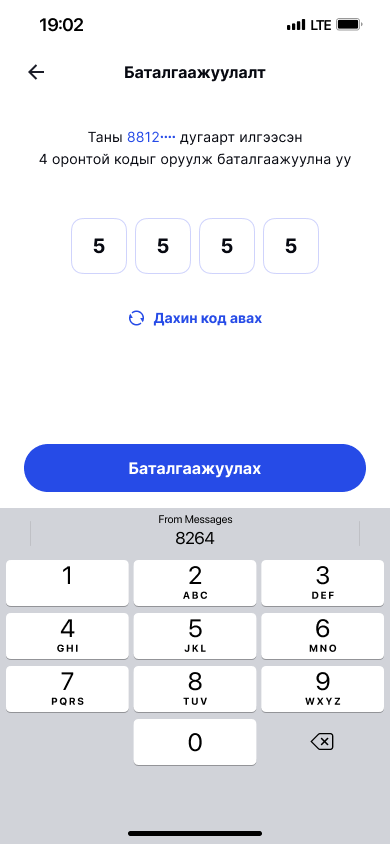 19:02
LTE
Баталгаажуулалт
Таны 8812•••• дугаарт илгээсэн
4 оронтой кодыг оруулж баталгаажуулна уу
5 5 5 5
Дахин код авах
Баталгаажуулах
From Messages
8264
1 2 3
ABC DEF
4 5 6
GHI JKL MNO
7 8 9
PQRS TUV WXYZ
0